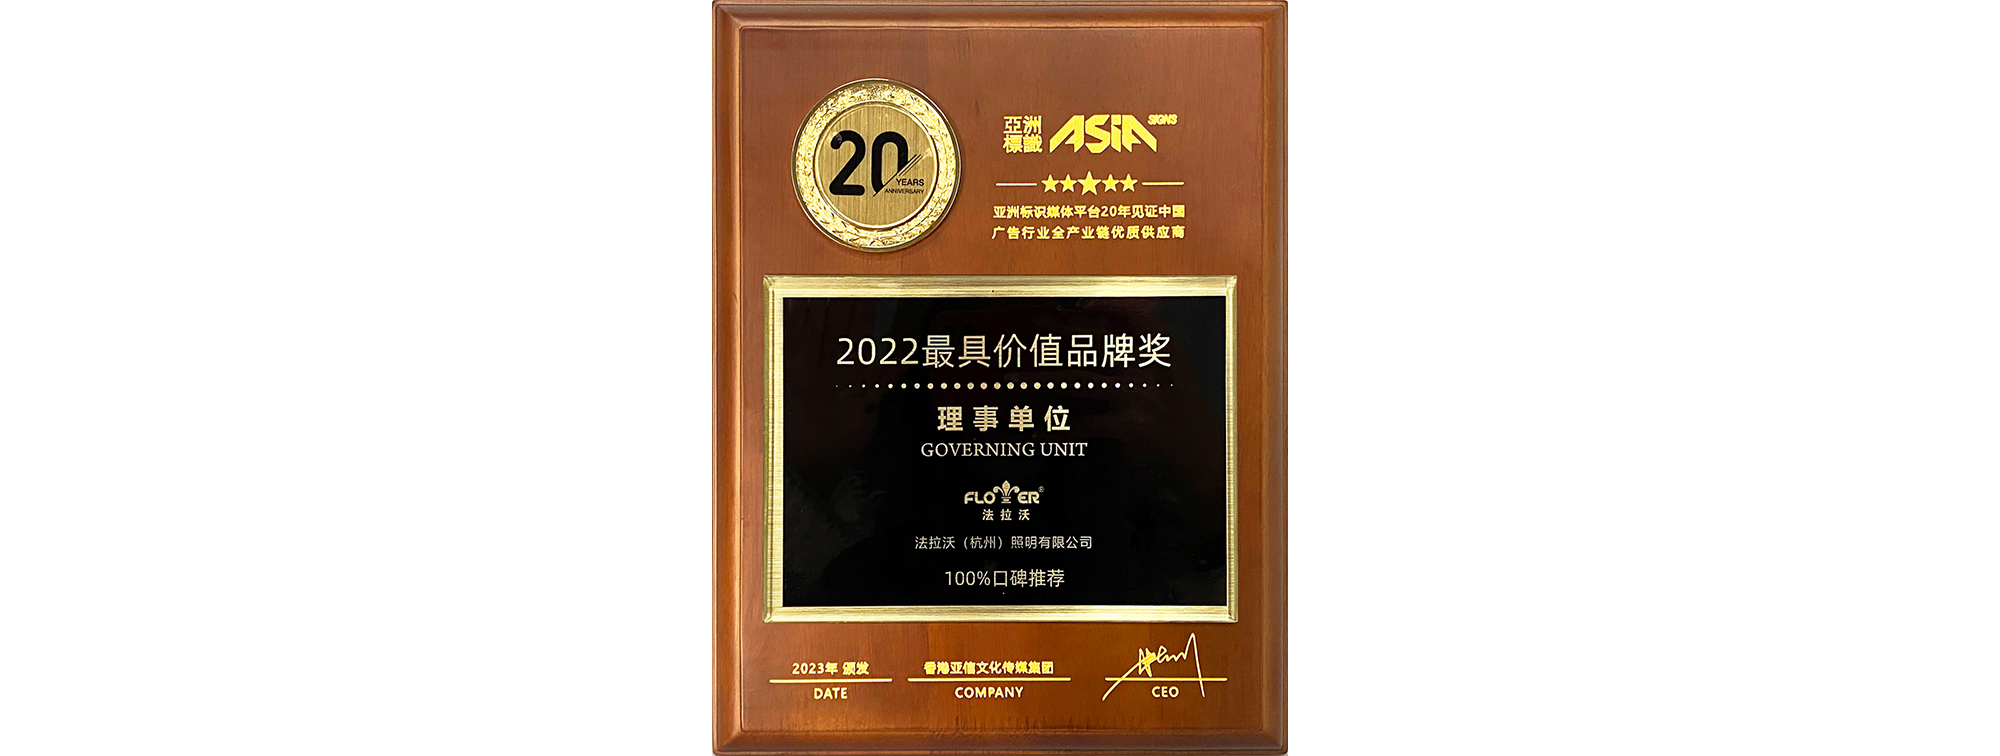 20
YEARS
ANNIVERSARY
亞洲
標識
ASiA
SIGNS
亚洲标识媒体平台20年见证中国
广告行业全产业链优质供应商
2022最具价值品牌奖
理事单位
GOVERNING UNIT
FLOWER®
法拉沃
法拉沃（杭州）照明有限公司
100%口碑推荐
2023年 颁发
DATE
香港亚信文化传媒集团
COMPANY
CEO